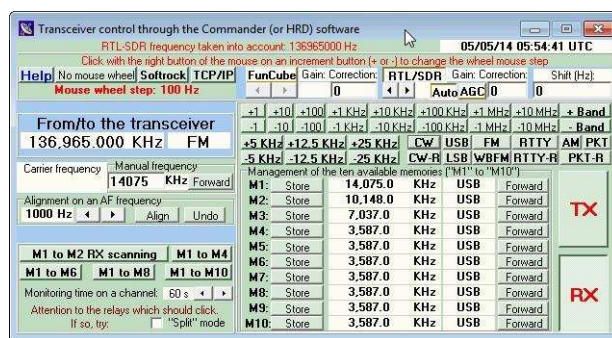 Transceiver control through the Commander (or HRD) software
RTL-SDR frequency taken into account: 136965000 Hz 05/05/14 05:54:41 UTC
Click with the right button of the mouse on an increment button (+ or -) to change the wheel mouse step
Help No mouse wheel Softrock TCP/IP FunCube Gain: Correction: RTL/SDR Gain: Correction: Shift (Hz):
Mouse wheel step: 100 Hz 0 Auto AGC 0 0
+1 +10 +100 +1 KHz +10 KHz +100 KHz +1 MHz +10 MHz + Band
From/to the transceiver -1 -10 -100 -1 KHz -10 KHz -100 KHz -1 MHz -10 MHz - Band
136,965.000 KHz FM +5 KHz +12.5 KHz +25 KHz CW USB FM RTTY AM PKT
-5 KHz -12.5 KHz -25 KHz CW-R LSB WBFM RTTY-R PKT-R
Carrier frequency Manual frequency Management of the ten available memories ("M1" to "M10")
14075 KHz Forward M1: Store 14,075.0 KHz USB Forward
M2: Store 10,148.0 KHz USB Forward TX
Alignment on an AF frequency M3: Store 7,037.0 KHz USB Forward
1000 Hz Align Undo M4: Store 3,587.0 KHz USB Forward
M5: Store 3,587.0 KHz USB Forward
M1 to M2 RX scanning M1 to M4 M6: Store 3,587.0 KHz USB Forward
M1 to M6 M1 to M8 M1 to M10 M7: Store 3,587.0 KHz USB Forward
Monitoring time on a channel: 60 s M8: Store 3,587.0 KHz USB Forward RX
Attention to the relays which should click. M9: Store 3,587.0 KHz USB Forward
If so, try: "Split" mode M10: Store 3,587.0 KHz USB Forward